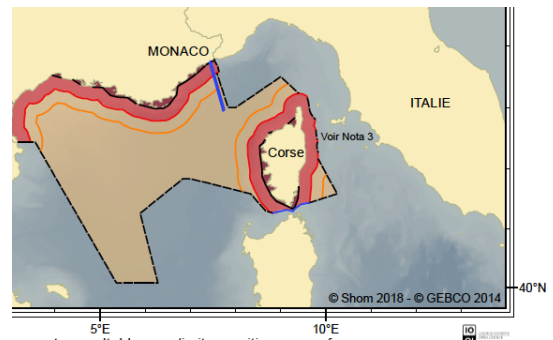 MONACO
ITALIE
Voir Nota 3
Corse
© Shom 2018 - © GEBCO 2014
40°N
5°E
10°E